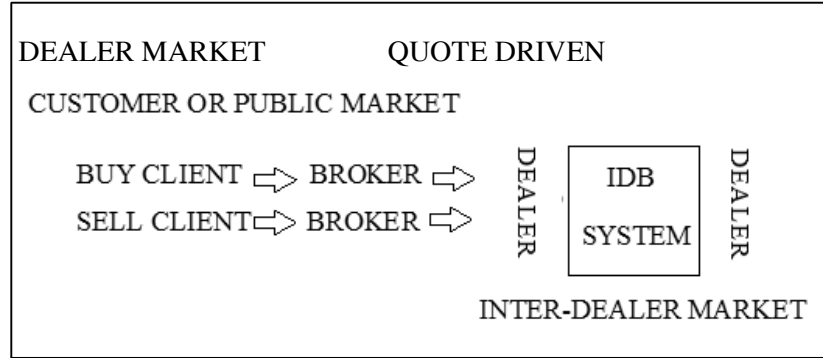 DEALER MARKET QUOTE DRIVEN
CUSTOMER OR PUBLIC MARKET
BUY CLIENT BROKER
SELL CLIENT BROKER
DEALER
IDB
SYSTEM
DEALER
INTER-DEALER MARKET